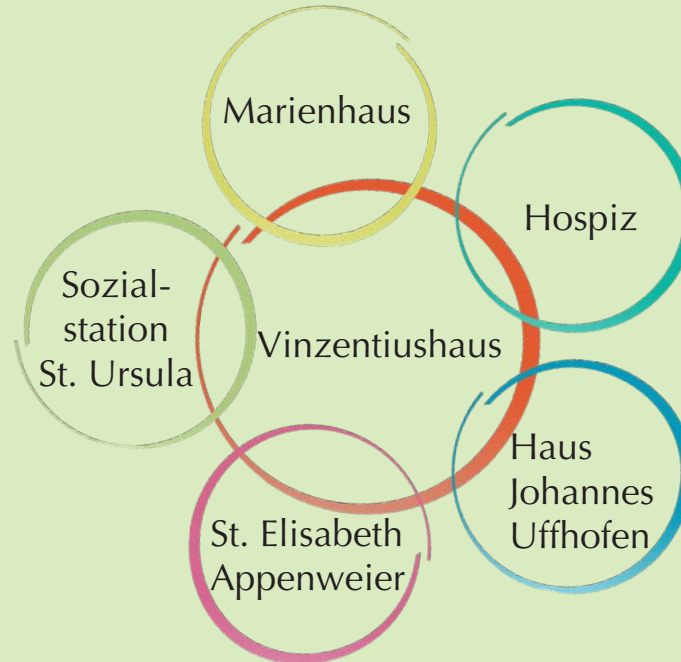 Marienhaus
Hospiz
Sozial-
station
St. Ursula
Vinzentiushaus
Haus
Johannes
Uffhofen
St. Elisabeth
Appenweier